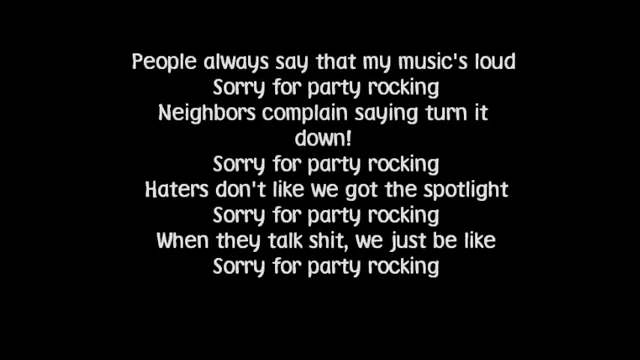 People always say that my music's loud
Sorry for party rocking
Neighbors complain saying turn it
down!
Sorry for party rocking
Haters don't like we got the spotlight
Sorry for party rocking
When they talk shit, we just be like
Sorry for party rocking